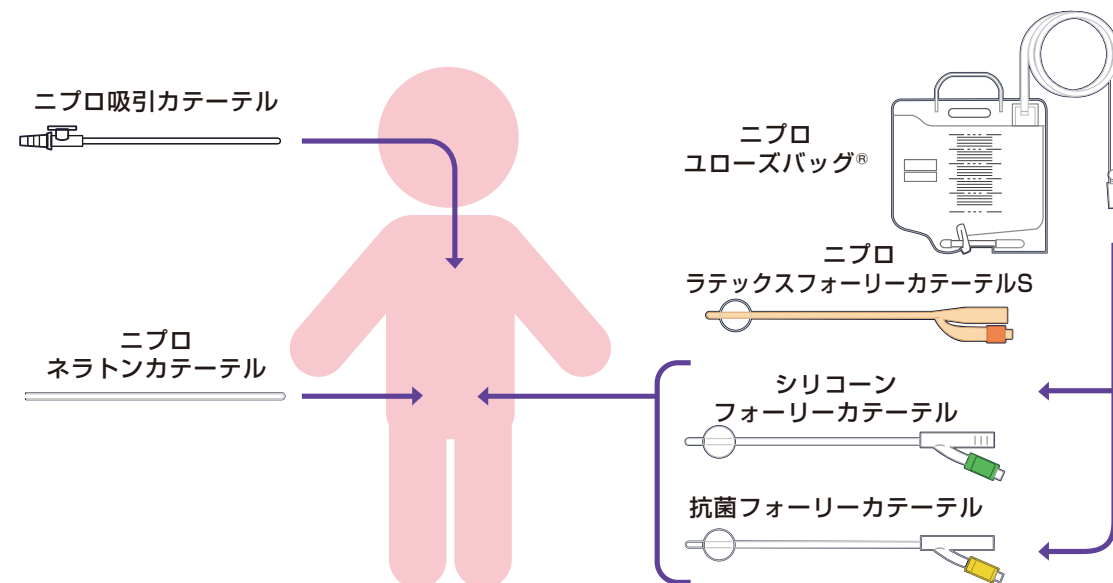 ニプロ吸引カテーテル
ニプロ
ネラトンカテーテル
ニプロ
ユローズバッグ®
ニプロ
ラテックスフォーリーカテーテルS
シリコーン
フォーリーカテーテル
抗菌フォーリーカテーテル